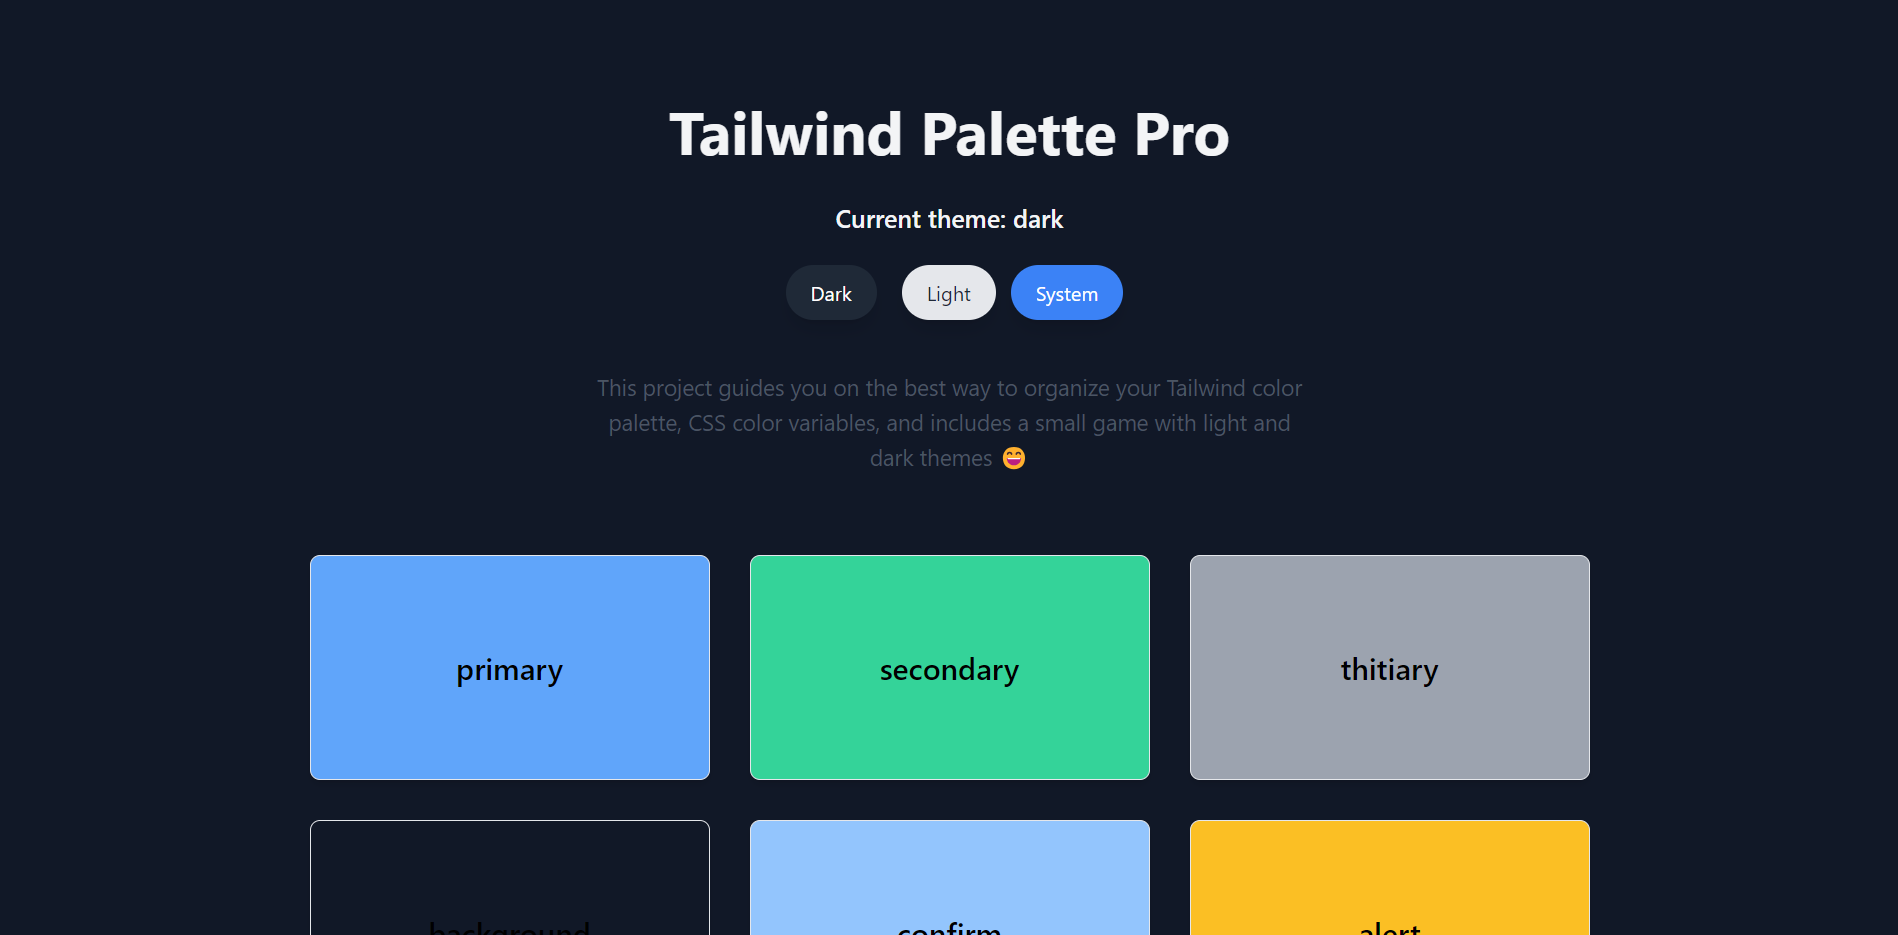 Tailwind Palette Pro
Current theme: dark
Dark
Light
System
This project guides you on the best way to organize your Tailwind color
palette, CSS color variables, and includes a small game with light and
dark themes 😄
primary
secondary
thitiary
background
confirm
alert